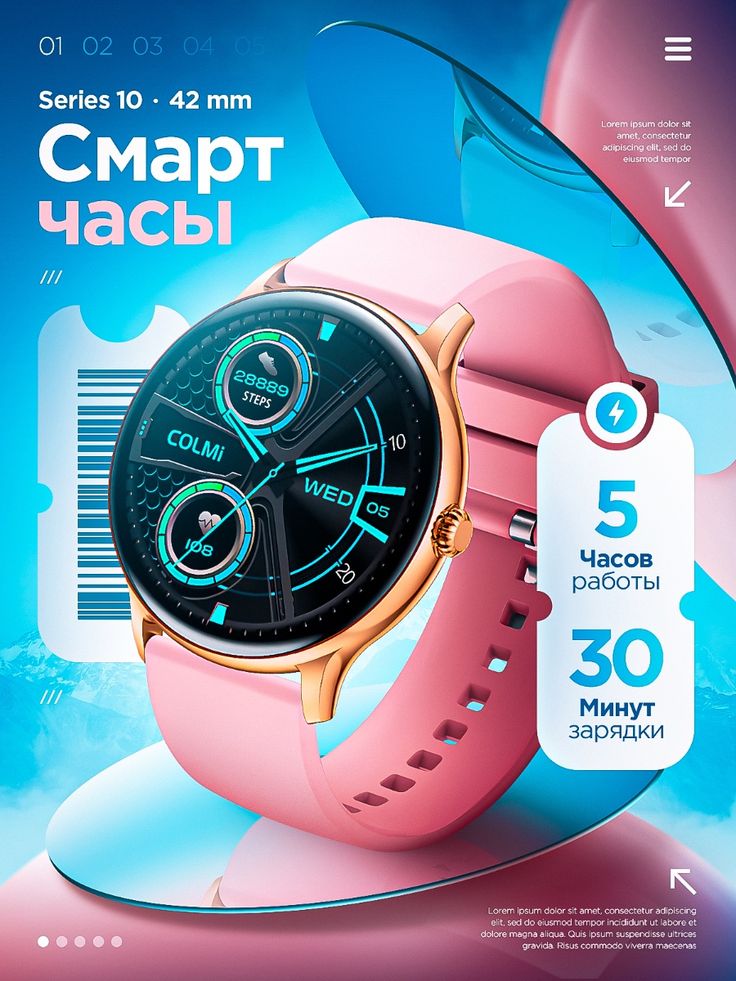 01 02 03 04 05
Series 10 · 42 mm
Смарт
часы
///
Lorem ipsum dolor sit
amet, consectetur
adipiscing elit, sed do
eiusmod tempor
28889
STEPS
COLMi
10
WED 05
108
20
5
Часов
работы
30
Минут
зарядки
///
Lorem ipsum dolor sit amet, consectetur adipiscing
elit, sed do eiusmod tempor incididunt ut labore et
dolore magna aliqua. Quis ipsum suspendisse ultrices
gravida. Risus commodo viverra maecenas